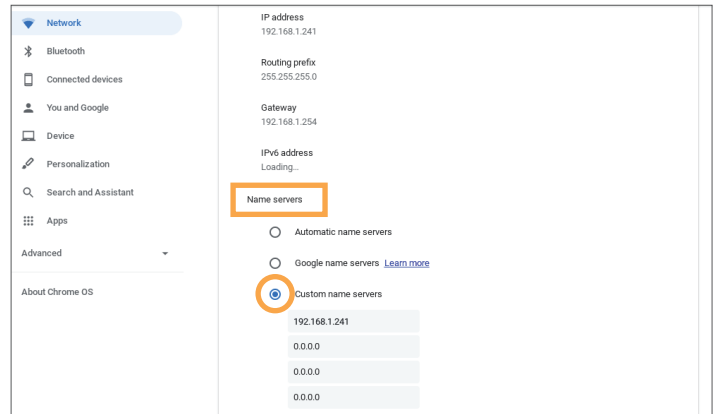 Network
Bluetooth
Connected devices
You and Google
Device
Personalization
Search and Assistant
Apps
Advanced
About Chrome OS
IP address
192.168.1.241
Routing prefix
255.255.255.0
Gateway
192.168.1.254
IPv6 address
Loading...
Name servers
Automatic name servers
Google name servers Learn more
Custom name servers
192.168.1.241
0.0.0.0
0.0.0.0
0.0.0.0